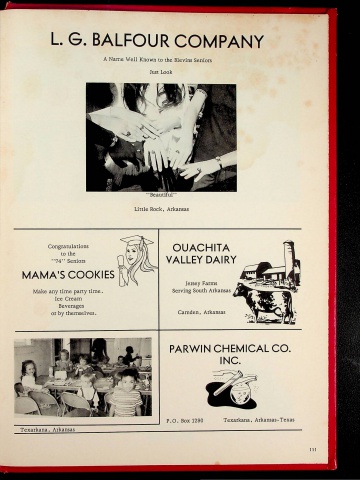 L. G. BALFOUR COMPANY
A Name Well Known to the Blevins Seniors
Just Look
"Beautiful"
Little Rock, Arkansas
Congratulations
to the
"74" Seniors
MAMA'S COOKIES
Make any time party time.
Ice Cream
Beverages
or by themselves.
Texarkana, Arkansas
OUACHITA
VALLEY DAIRY
Jersey Farms
Serving South Arkansas
Camden, Arkansas
PARWIN CHEMICAL CO.
INC.
P.O. Box 2280
Texarkana, Arkansas-Texas
111